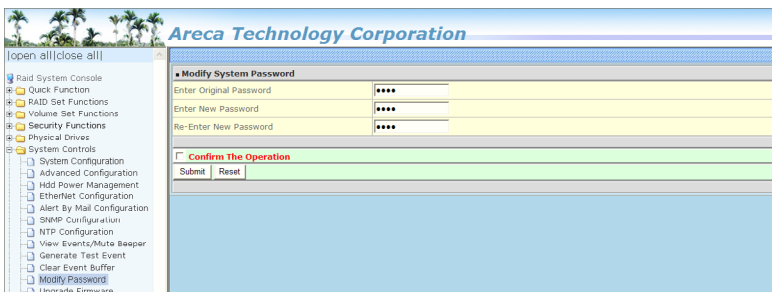 Areca Technology Corporation
|open all|close all|
Raid System Console
Quick Function
RAID Set Functions
Volume Set Functions
Security Functions
Physical Drives
System Controls
System Configuration
Advanced Configuration
Hdd Power Management
EtherNet Configuration
Alert By Mail Configuration
SNMP Configuration
NTP Configuration
View Events/Mute Beeper
Generate Test Event
Clear Event Buffer
Modify Password
Upgrade Firmware
Modify System Password
Enter Original Password
Enter New Password
Re-Enter New Password
Confirm The Operation
Submit Reset